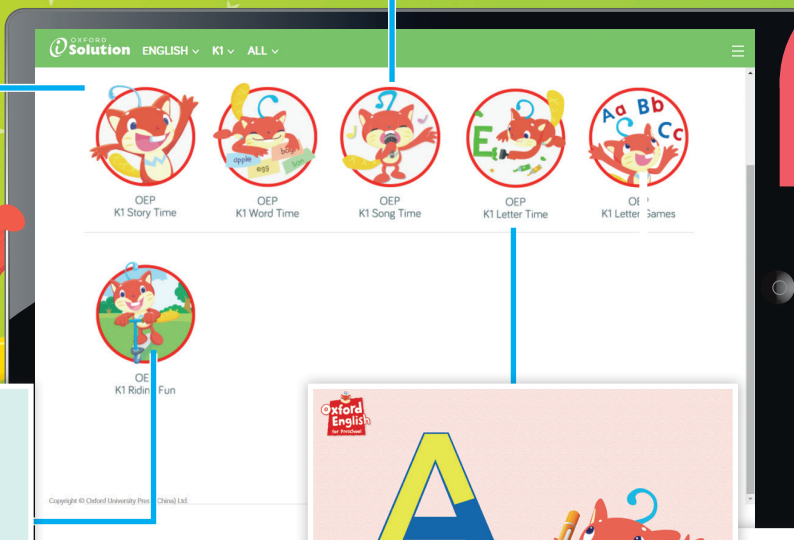 OXFORD
iSolution ENGLISH K1 ALL
apple
egg
boy
lion
E
Aa Bb
Cc
OEP
K1 Story Time
OEP
K1 Word Time
OEP
K1 Song Time
OEP
K1 Letter Time
K1 Letter Games
K1 Riding Fun
Oxford
English
for Preschool
A
Copyright © Oxford University Press (China) Ltd.